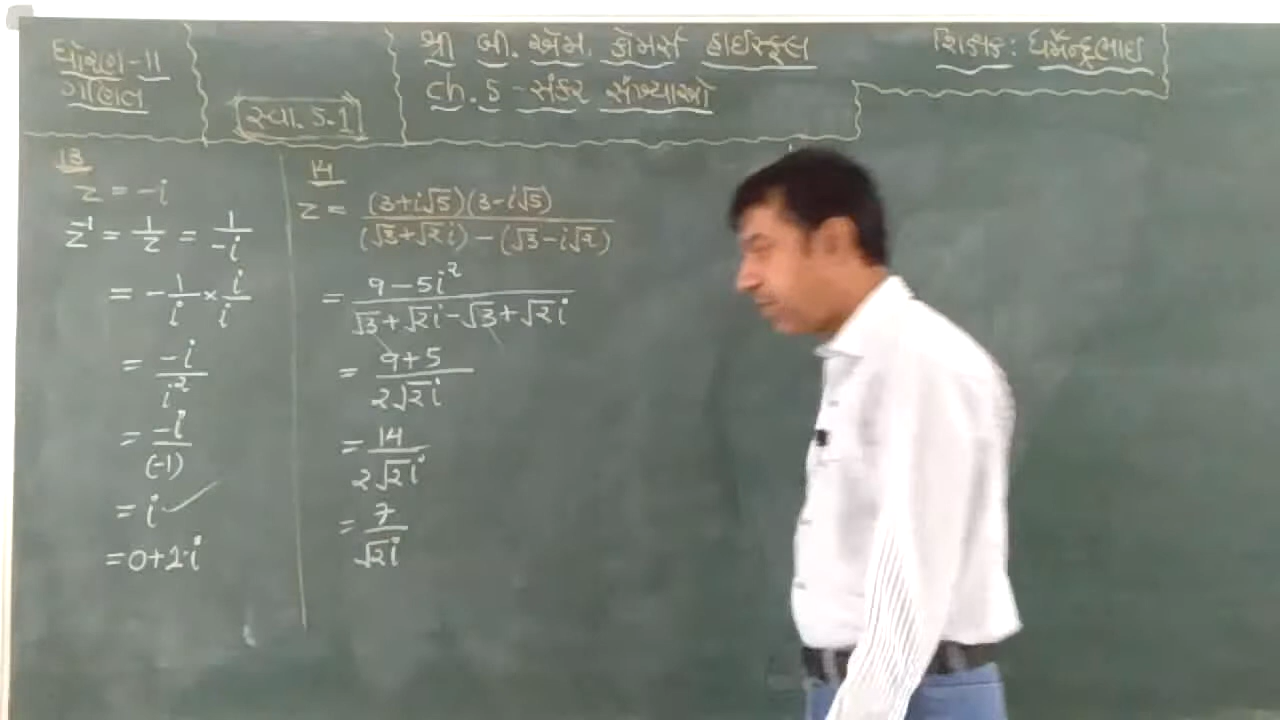 ધોરણ-11
ગણિત
સ્વા. 5.1
શ્રી બી. એમ. કોમર્સ હાઈસ્કૂલ
ch. 5 - સંકર સંખ્યાઓ
શિક્ષક: ધર્મેન્દ્રભાઇ
13
z = -i
z⁻¹ = 1/z = 1/-i
= -1/i × i/i
= -i/i²
= -i/(-1)
= i ✓
= 0+1·i
14
z = (3+i√5)(3-i√5)/(√3+√2i)-(√3-i√2)
= 9-5i²/√3+√2i-√3+√2i
= 9+5/2√2i
= 14/2√2i
= 7/√2i